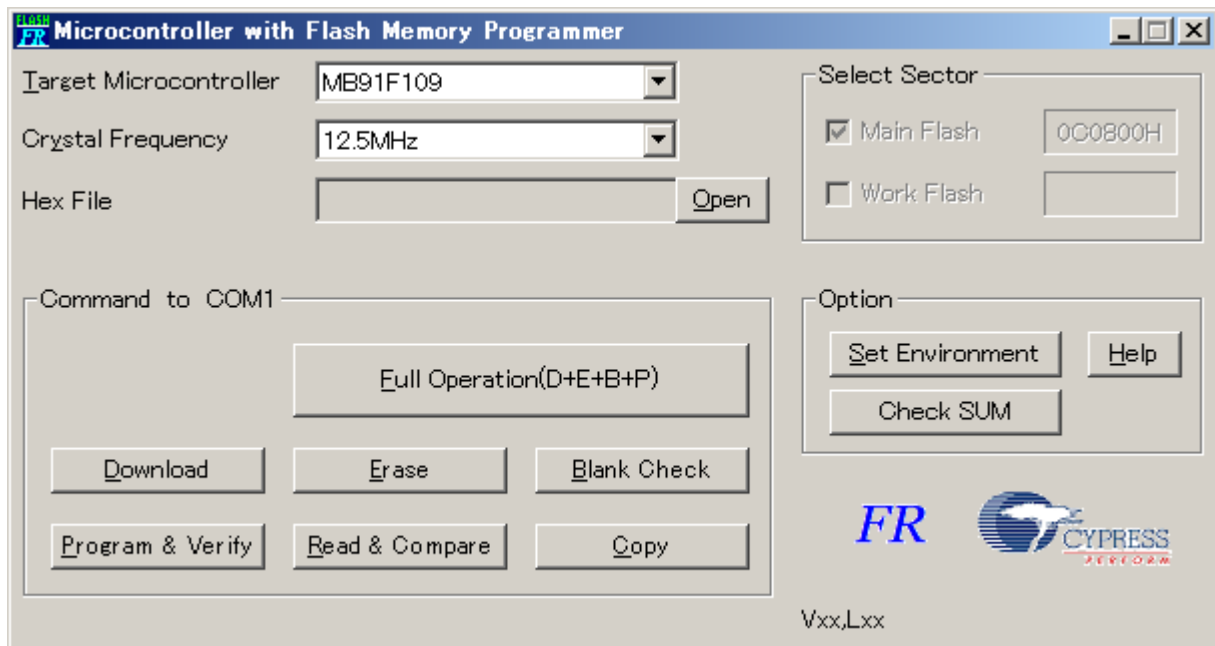 FLASH
FR Microcontroller with Flash Memory Programmer
Target Microcontroller MB91F109
Crystal Frequency 12.5MHz
Hex File Open
Select Sector
Main Flash 0C0800H
Work Flash
Command to COM1
Full Operation(D+E+B+P)
Download Erase Blank Check
Program & Verify Read & Compare Copy
Option
Set Environment Help
Check SUM
FR CYPRESS
PERFORM
Vxx,Lxx